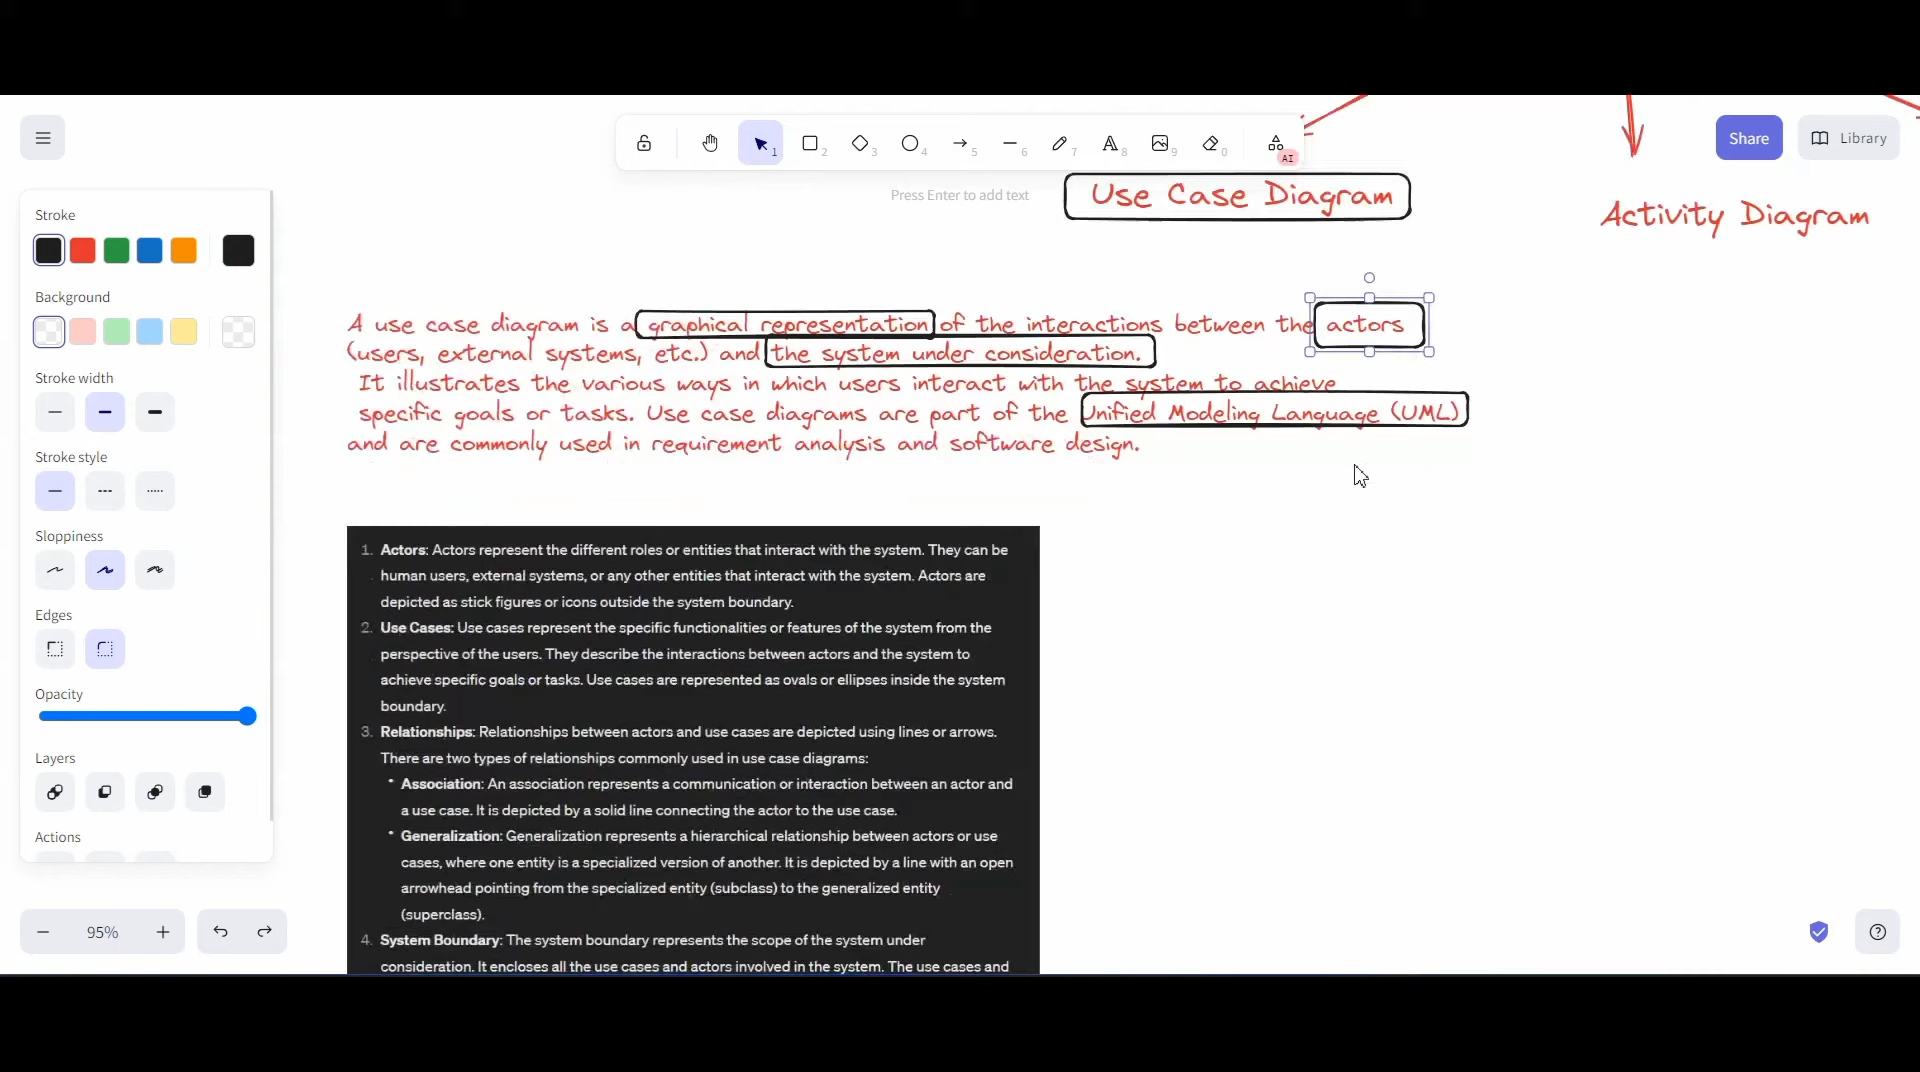 1
2
3
4
5
6
7
8
9
0
AI
Share
Library
Press Enter to add text
Use Case Diagram
Activity Diagram
Stroke
Background
Stroke width
Stroke style
Sloppiness
Edges
Opacity
Layers
Actions
95%
A use case diagram is a graphical representation of the interactions between the actors
(users, external systems, etc.) and the system under consideration.
It illustrates the various ways in which users interact with the system to achieve
specific goals or tasks. Use case diagrams are part of the Unified Modeling Language (UML)
and are commonly used in requirement analysis and software design.
1. Actors: Actors represent the different roles or entities that interact with the system. They can be
human users, external systems, or any other entities that interact with the system. Actors are
depicted as stick figures or icons outside the system boundary.
2. Use Cases: Use cases represent the specific functionalities or features of the system from the
perspective of the users. They describe the interactions between actors and the system to
achieve specific goals or tasks. Use cases are represented as ovals or ellipses inside the system
boundary.
3. Relationships: Relationships between actors and use cases are depicted using lines or arrows.
There are two types of relationships commonly used in use case diagrams:
• Association: An association represents a communication or interaction between an actor and
a use case. It is depicted by a solid line connecting the actor to the use case.
• Generalization: Generalization represents a hierarchical relationship between actors or use
cases, where one entity is a specialized version of another. It is depicted by a line with an open
arrowhead pointing from the specialized entity (subclass) to the generalized entity
(superclass).
4. System Boundary: The system boundary represents the scope of the system under
consideration. It encloses all the use cases and actors involved in the system. The use cases and